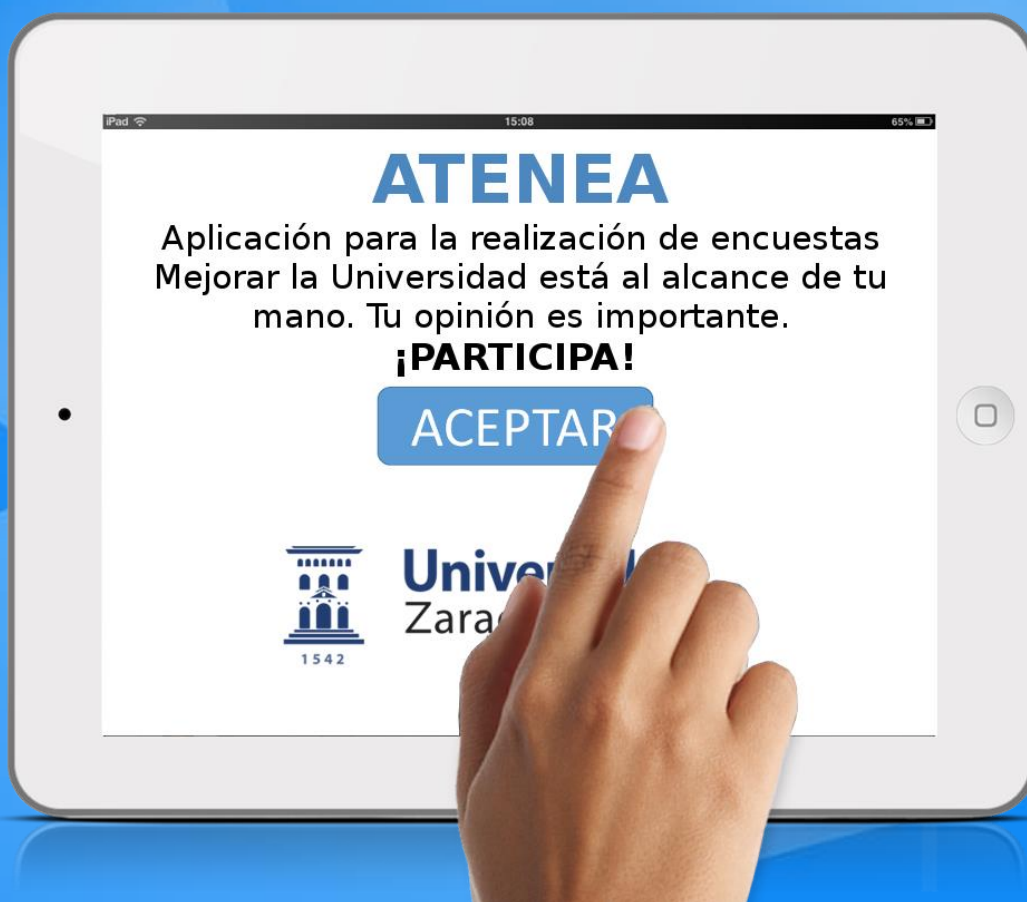 iPad 15:08 65%
ATENEA
Aplicación para la realización de encuestas
Mejorar la Universidad está al alcance de tu
mano. Tu opinión es importante.
¡PARTICIPA!
ACEPTAR
1542